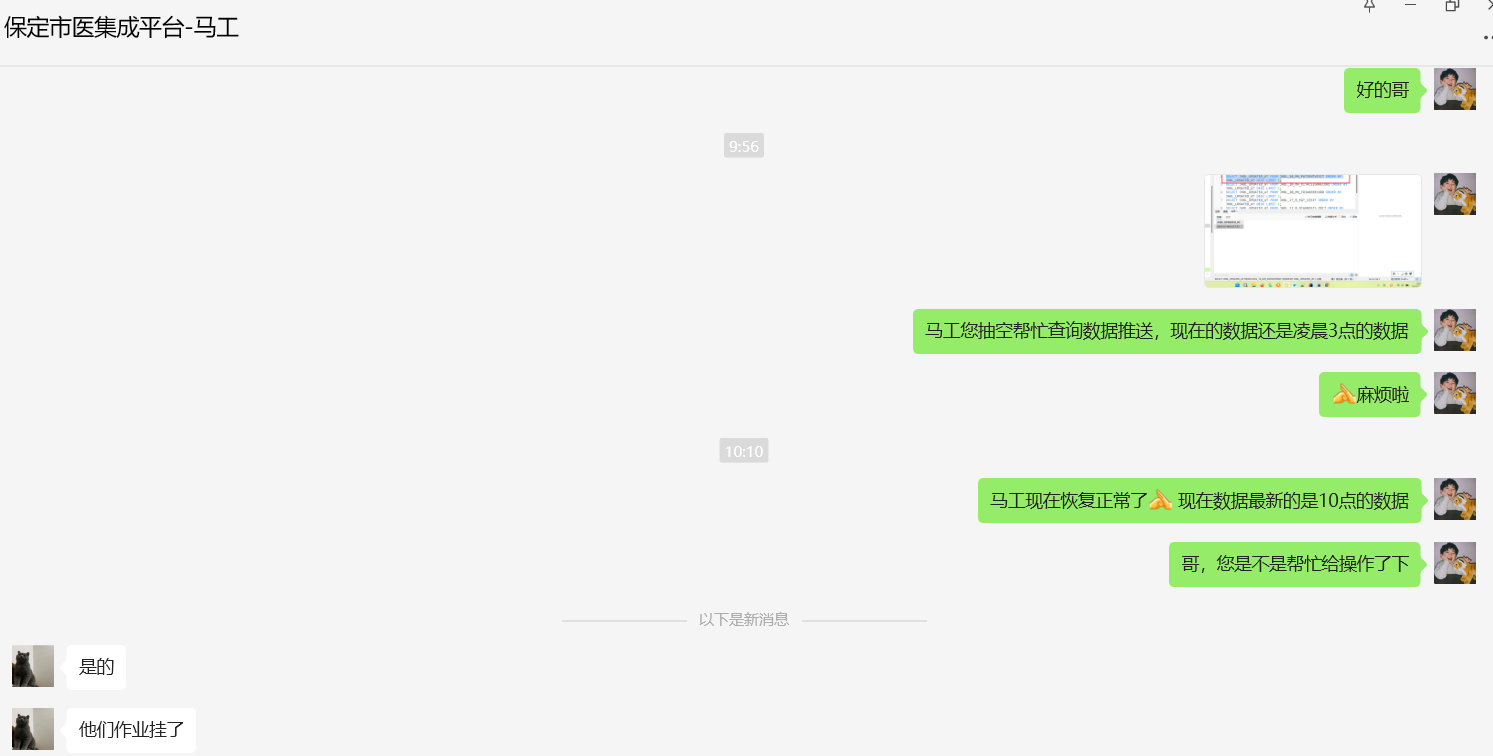 保定市医集成平台-马工
好的哥
9:56
马工您抽空帮忙查询数据推送，现在的数据还是凌晨3点的数据
🙏麻烦啦
10:10
马工现在恢复正常了🙏 现在数据最新的是10点的数据
哥，您是不是帮忙给操作了下
以下是新消息
是的
他们作业挂了